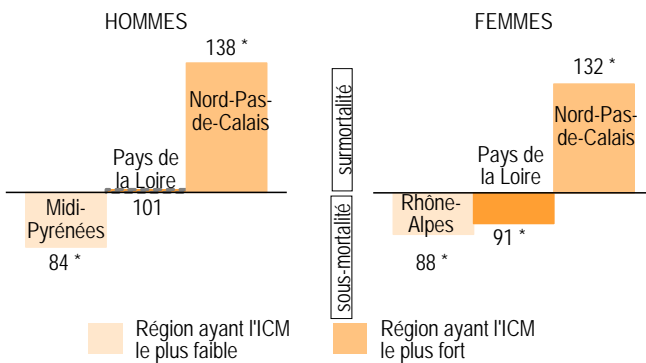 HOMMES
138 *
Nord-Pas-
de-Calais
Pays de
la Loire
101
Midi-
Pyrénées
84 *
surmortalité
sous-mortalité
FEMMES
132 *
Nord-Pas-
de-Calais
Pays de
la Loire
91 *
Rhône-
Alpes
88 *
Région ayant l'ICM
le plus faible
Région ayant l'ICM
le plus fort